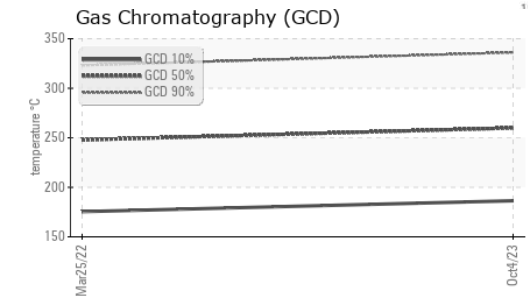 Gas Chromatography (GCD)
temperature °C
350
300
250
200
150
GCD 10%
GCD 50%
GCD 90%
Mar25/22
Oct4/23